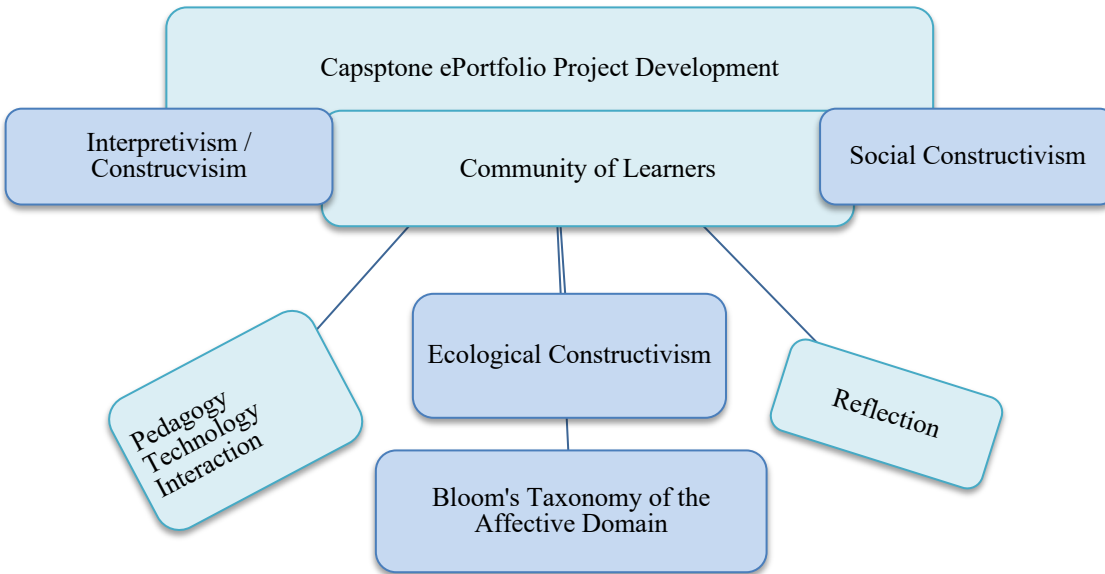 Capsptone ePortfolio Project Development
Interpretivism /
Construcvisim
Community of Learners
Social Constructivism
Pedagogy
Technology
Interaction
Ecological Constructivism
Reflection
Bloom's Taxonomy of the
Affective Domain